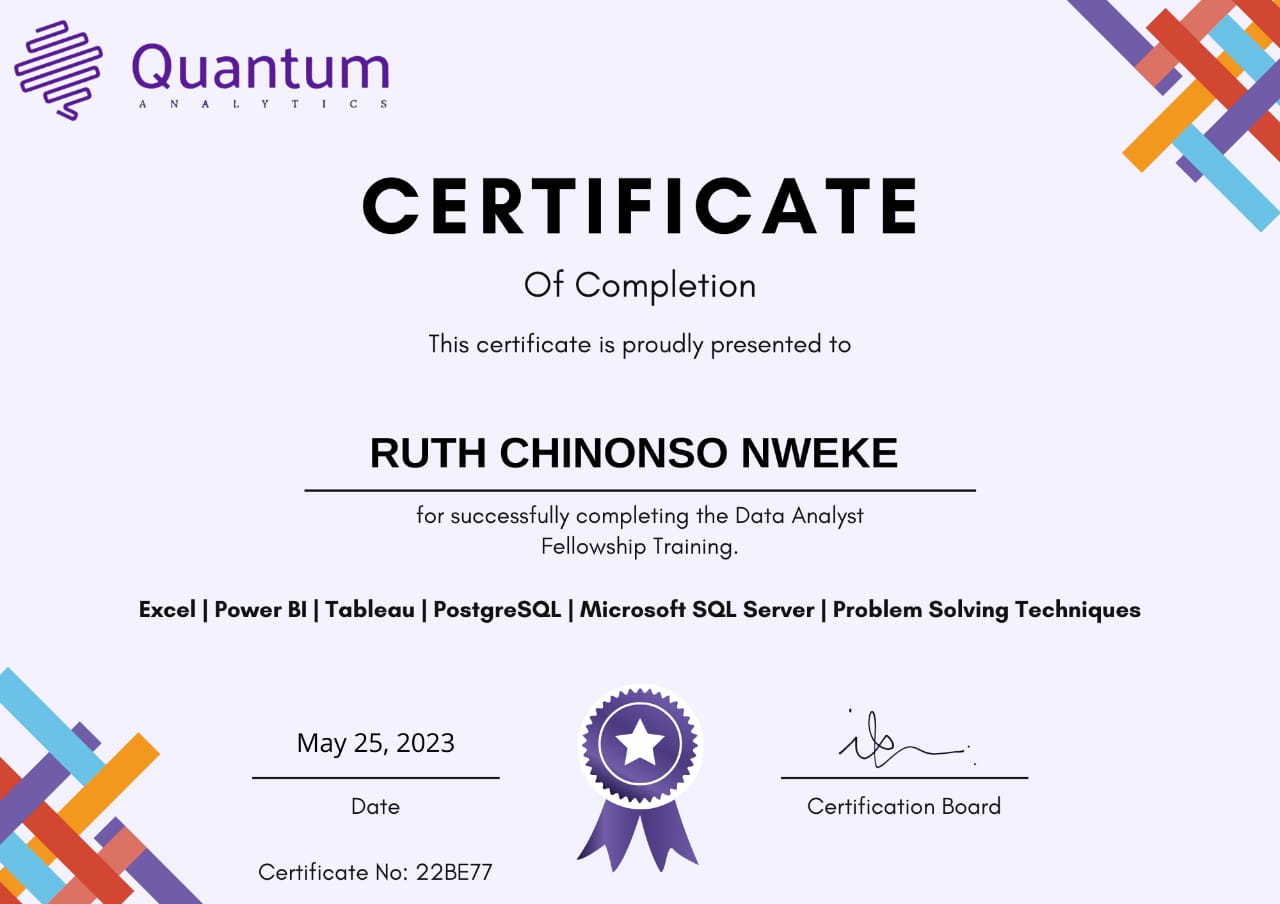 Quantum
ANALYTICS
CERTIFICATE
Of Completion
This certificate is proudly presented to
RUTH CHINONSO NWEKE
for successfully completing the Data Analyst
Fellowship Training.
Excel | Power BI | Tableau | PostgreSQL | Microsoft SQL Server | Problem Solving Techniques
May 25, 2023
Date
Certification Board
Certificate No: 22BE77